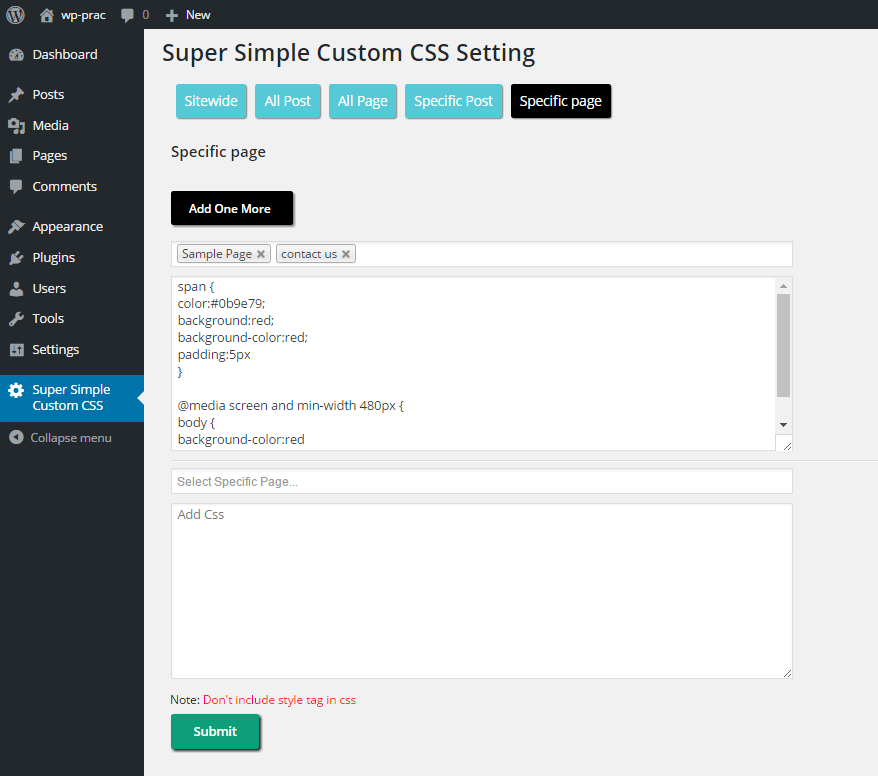 wp-prac 0 New
Dashboard
Posts
Media
Pages
Comments
Appearance
Plugins
Users
Tools
Settings
Super Simple
Custom CSS
Collapse menu
Super Simple Custom CSS Setting
Sitewide All Post All Page Specific Post Specific page
Specific page
Add One More
Sample Page contact us
span {
color:#0b9e79;
background:red;
background-color:red;
padding:5px
}
@media screen and min-width 480px {
body {
background-color:red
Select Specific Page...
Add Css
Note: Don't include style tag in css
Submit